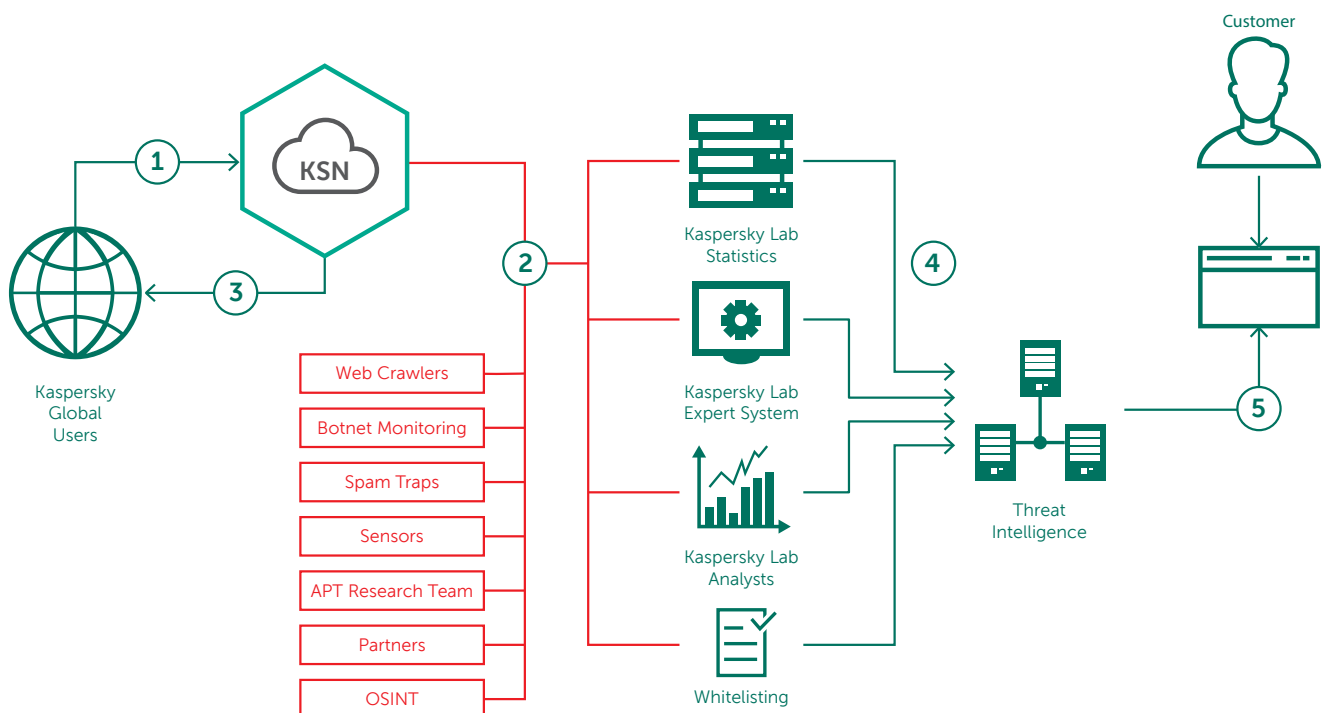 Customer
1
KSN
2
3
Kaspersky
Global
Users
Web Crawlers
Botnet Monitoring
Spam Traps
Sensors
APT Research Team
Partners
OSINT
Kaspersky Lab
Statistics
Kaspersky Lab
Expert System
Kaspersky Lab
Analysts
Whitelisting
4
Threat
Intelligence
5